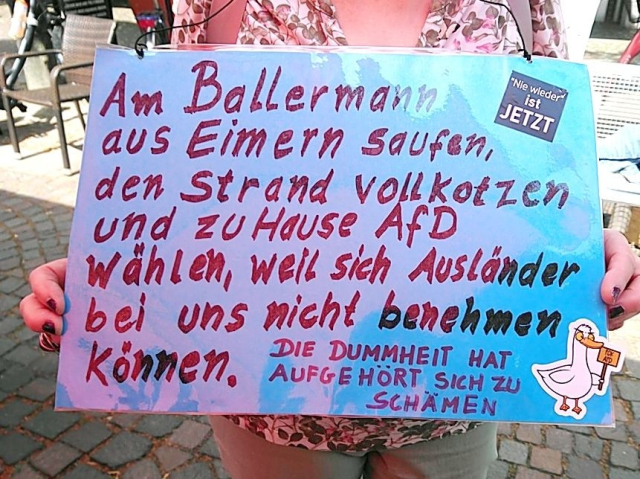 Am Ballermann
aus Eimern saufen,
den Strand vollkotzen
und zu Hause AfD
wählen, weil sich Ausländer
bei uns nicht benehmen
können.
DIE DUMMHEIT HAT
AUFGEHÖRT SICH ZU
SCHÄMEN
"Nie wieder"
ist
JETZT